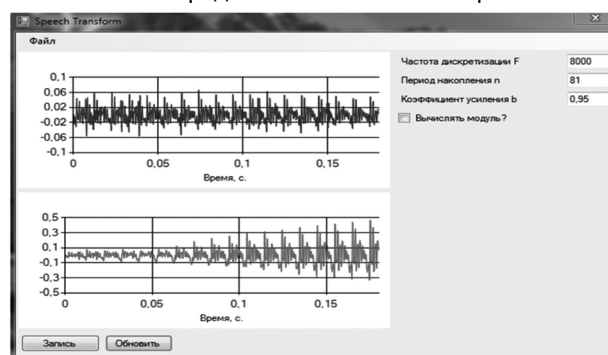 Speech Transform
Файл
Частота дискретизации F 8000
Период накопления n 81
Коэффициент усиления b 0,95
Вычислять модуль?
0,1
0,06
0,02
-0,02
-0,06
-0,1
0 0,05 0,1 0,15
Время, с.
0,5
0,3
0,1
-0,1
-0,3
-0,5
0 0,05 0,1 0,15
Время, с.
Запись Обновить